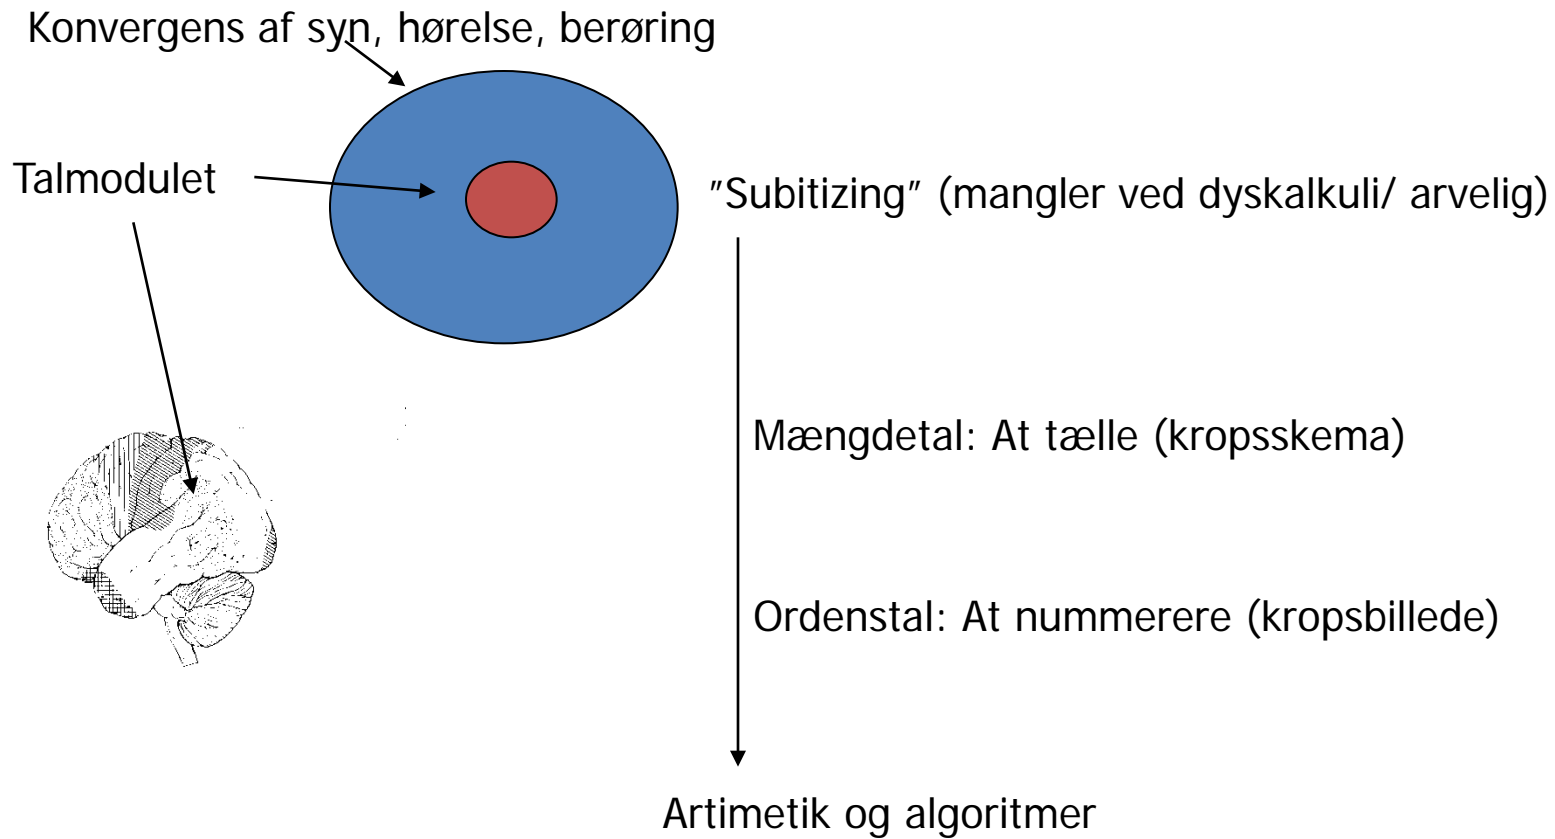 Konvergens af syn, hørelse, berøring
Talmodulet
"Subitizing" (mangler ved dyskalkuli/ arvelig)
Mængdetal: At tælle (kropsskema)
Ordenstal: At nummerere (kropsbillede)
Artimetik og algoritmer